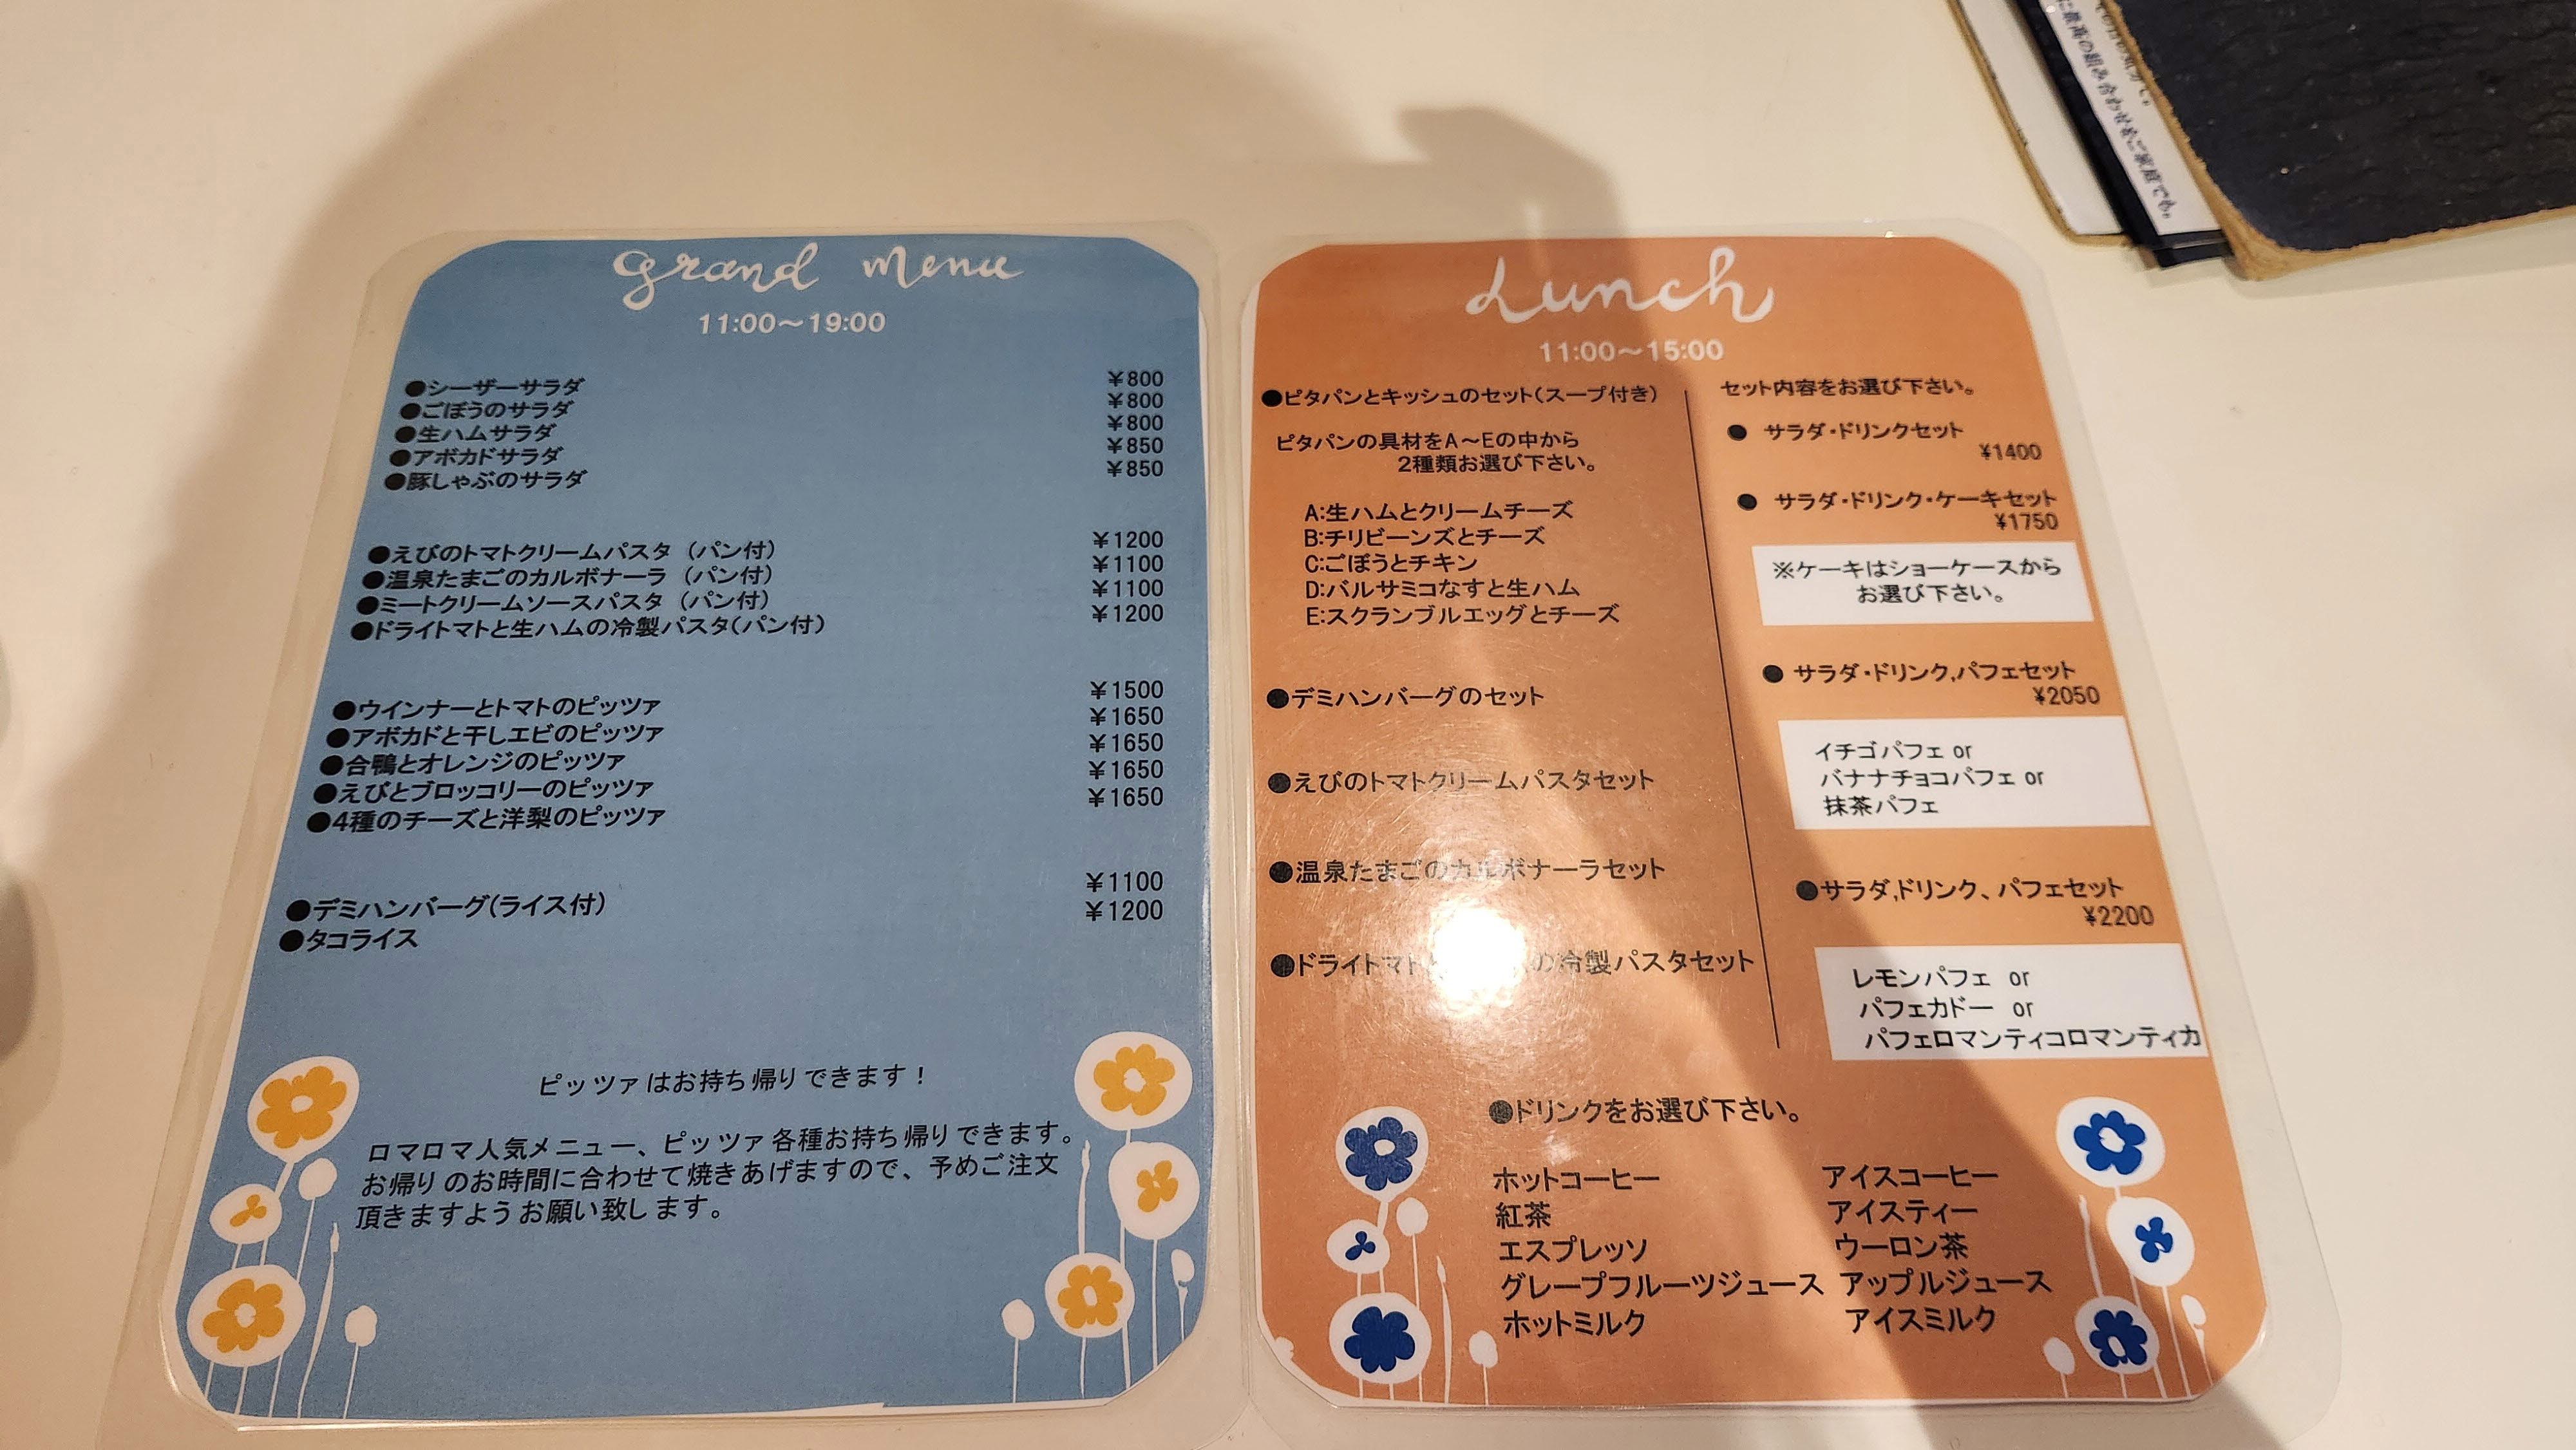 grand menu
11:00～19:00
●シーザーサラダ ￥800
●ごぼうのサラダ ￥800
●生ハムサラダ ￥800
●アボカドサラダ ￥850
●豚しゃぶのサラダ ￥850
●えびのトマトクリームパスタ（パン付） ￥1200
●温泉たまごのカルボナーラ（パン付） ￥1100
●ミートクリームソースパスタ（パン付） ￥1100
●ドライトマトと生ハムの冷製パスタ(パン付） ￥1200
●ウインナーとトマトのピッツァ ￥1500
●アボカドと干しエビのピッツァ ￥1650
●合鴨とオレンジのピッツァ ￥1650
●えびとブロッコリーのピッツァ ￥1650
●4種のチーズと洋梨のピッツァ ￥1650
●デミハンバーグ(ライス付） ￥1100
●タコライス ￥1200
ピッツァはお持ち帰りできます！
ロマロマ人気メニュー、ピッツァ各種お持ち帰りできます。
お帰りのお時間に合わせて焼きあげますので、予めご注文
頂きますようお願い致します。
Lunch
11:00～15:00
●ピタパンとキッシュのセット(スープ付き）
ピタパンの具材をA～Eの中から
2種類お選び下さい。
A:生ハムとクリームチーズ
B:チリビーンズとチーズ
C:ごぼうとチキン
D:バルサミコなすと生ハム
E:スクランブルエッグとチーズ
●デミハンバーグのセット
●えびのトマトクリームパスタセット
●温泉たまごのカルボナーラセット
●ドライトマト の冷製パスタセット
セット内容をお選び下さい。
● サラダ・ドリンクセット
¥1400
● サラダ・ドリンク・ケーキセット
¥1750
※ケーキはショーケースから
お選び下さい。
● サラダ・ドリンク,パフェセット
¥2050
イチゴパフェ or
バナナチョコパフェ or
抹茶パフェ
●サラダ,ドリンク、パフェセット
¥2200
レモンパフェ or
パフェカドー or
パフェロマンティコロマンティカ
●ドリンクをお選び下さい。
ホットコーヒー アイスコーヒー
紅茶 アイスティー
エスプレッソ ウーロン茶
グレープフルーツジュース アップルジュース
ホットミルク アイスミルク
に最高の組み合わせをご家庭でも。